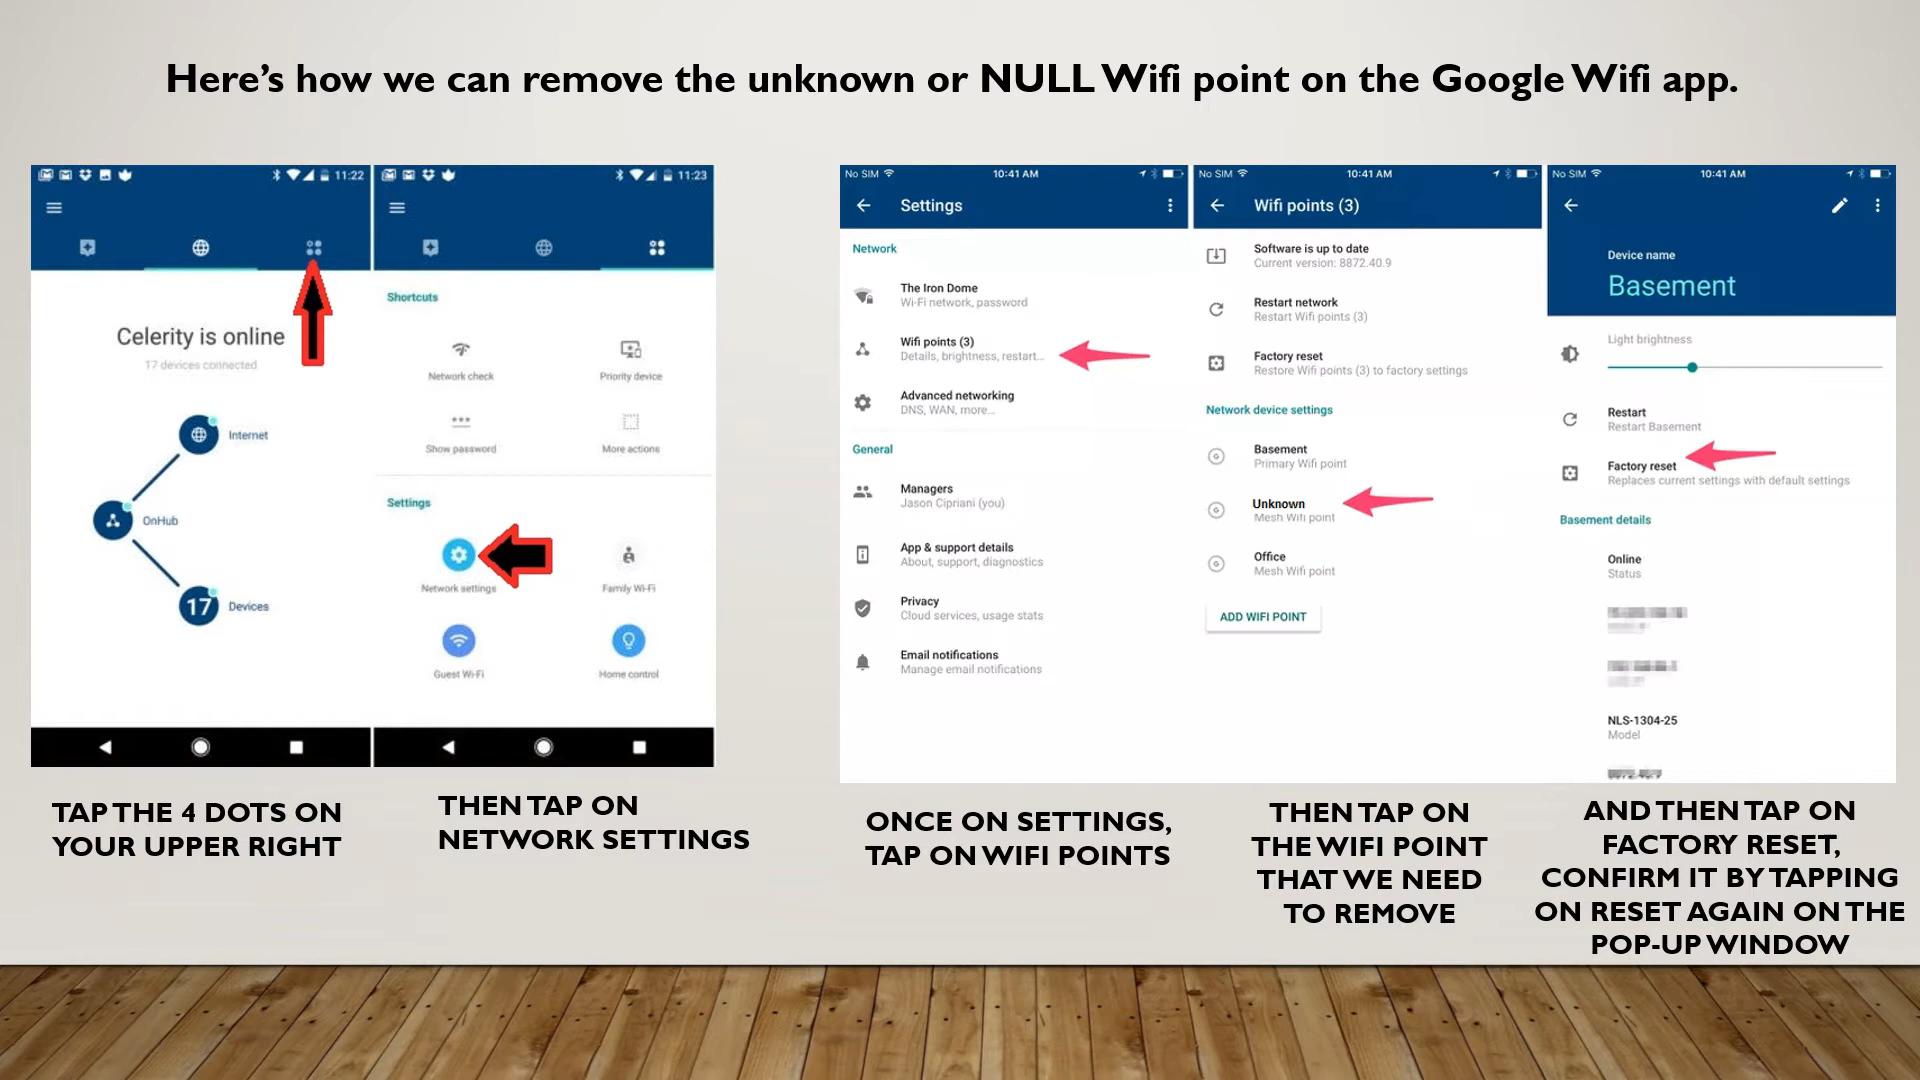 Here's how we can remove the unknown or NULL Wifi point on the Google Wifi app.
11:22
Celerity is online
17 devices connected
Internet
OnHub
17
Devices
TAP THE 4 DOTS ON
YOUR UPPER RIGHT
11:23
Shortcuts
Network check
Priority device
Show password
More actions
Settings
Network settings
Family Wi-Fi
Guest Wi-Fi
Home control
THEN TAP ON
NETWORK SETTINGS
No SIM
10:41 AM
Settings
Network
The Iron Dome
Wi-Fi network, password
Wifi points (3)
Details, brightness, restart...
Advanced networking
DNS, WAN, more...
General
Managers
Jason Cipriani (you)
App & support details
About, support, diagnostics
Privacy
Cloud services, usage stats
Email notifications
Manage email notifications
ONCE ON SETTINGS,
TAP ON WIFI POINTS
No SIM
10:41 AM
Wifi points (3)
Software is up to date
Current version: 8872.40.9
Restart network
Restart Wifi points (3)
Factory reset
Restore Wifi points (3) to factory settings
Network device settings
Basement
Primary Wifi point
Unknown
Mesh Wifi point
Office
Mesh Wifi point
ADD WIFI POINT
THEN TAP ON
THE WIFI POINT
THAT WE NEED
TO REMOVE
No SIM
10:41 AM
Device name
Basement
Light brightness
Restart
Restart Basement
Factory reset
Replaces current settings with default settings
Basement details
Online
Status
NLS-1304-25
Model
AND THEN TAP ON
FACTORY RESET,
CONFIRM IT BY TAPPING
ON RESET AGAIN ON THE
POP-UP WINDOW